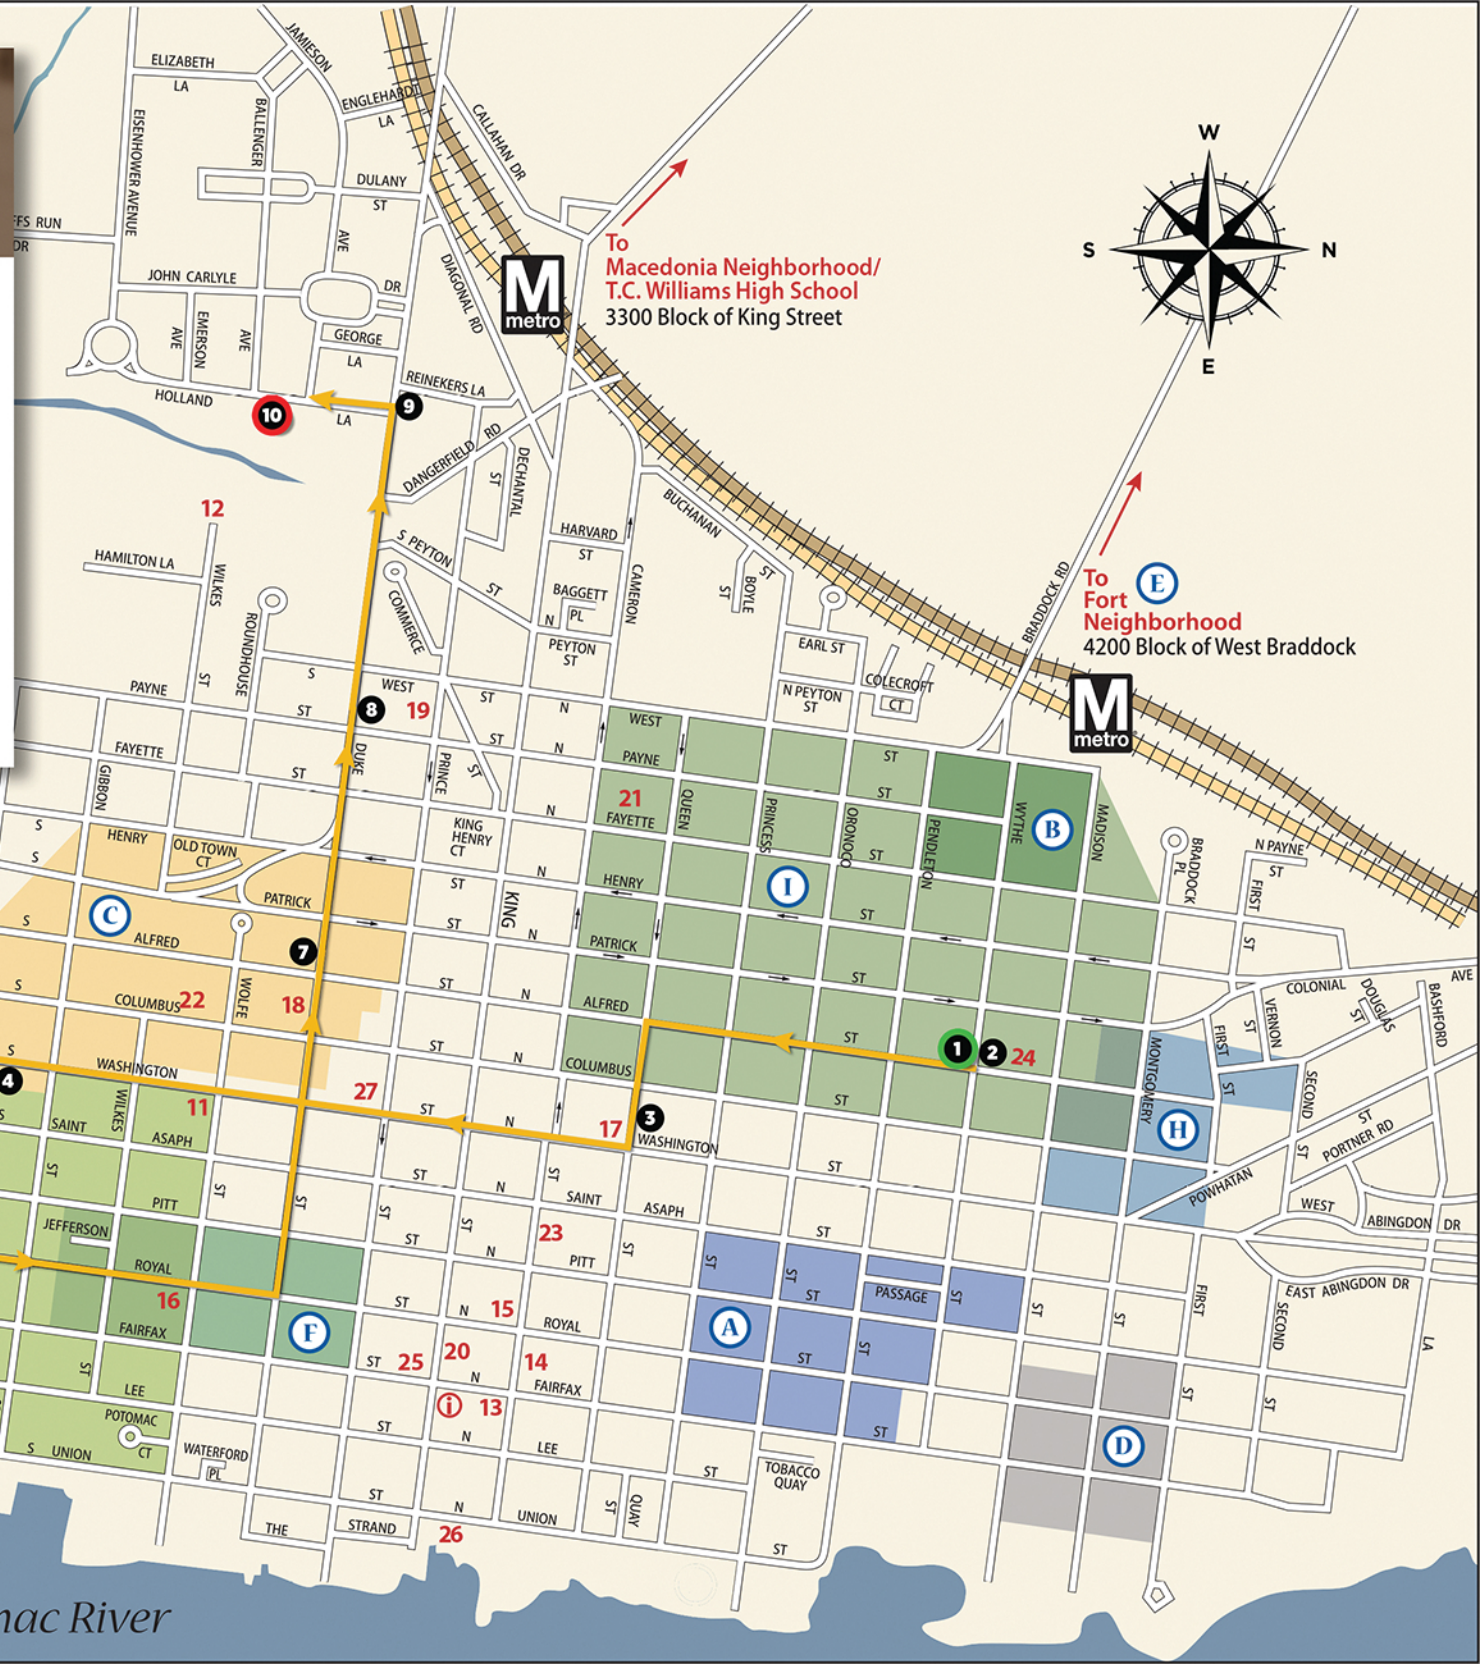 JAMIESON
ELIZABETH
LA
ENGLEHARDT
LA
BALLENGER
EISENHOWER AVENUE
CALLAHAN DR
W
S
N
E
DULANY
ST
FFS RUN
DR
AVE
To
Macedonia Neighborhood/
T.C. Williams High School
3300 Block of King Street
M
metro
DIAGONAL RD
JOHN CARLYLE
DR
AVE
EMERSON
AVE
GEORGE
LA
REINEKERS LA
HOLLAND
LA
10
9
DANGERFIELD RD
DECHANTAL
ST
12
BUCHANAN
ST
HARVARD
ST
S PEYTON
ST
HAMILTON LA
WILKES
ST
ROUNDHOUSE
COMMERCE
BAGGETT
PL
N
PEYTON
ST
CAMERON
BOYLE
ST
BRADDOCK RD
To
Fort
Neighborhood
4200 Block of West Braddock
E
EARL ST
COLECROFT
CT
N PEYTON
ST
M
metro
S
WEST
ST
N
WEST
ST
PAYNE
ST
8
19
ST
N
PAYNE
ST
FAYETTE
ST
DUKE
PRINCE
ST
N
21
FAYETTE
ST
GIBBON
QUEEN
PRINCESS
ORONOCO
PENDLETON
WYTHE
MADISON
B
BRADDOCK
PL
N PAYNE
ST
FIRST
ST
S
HENRY
OLD TOWN
CT
KING
HENRY
CT
ST
N
HENRY
ST
S
PATRICK
ST
KING
N
PATRICK
ST
I
C
S
ALFRED
7
ST
N
ALFRED
ST
S
COLUMBUS
22
WOLFE
18
ST
N
COLUMBUS
ST
COLONIAL
AVE
DOUGLAS
ST
BASHFORD
LA
VERNON
ST
FIRST
ST
SECOND
ST
MONTGOMERY
1
2
24
S
WASHINGTON
ST
N
WASHINGTON
ST
4
11
27
17
3
H
PORTNER RD
ST
POWHATAN
WEST
ABINGDON DR
EAST ABINGDON DR
S
SAINT
ASAPH
WILKES
ST
ST
ST
ST
N
ST
SAINT
ASAPH
ST
PITT
ST
ST
ST
N
23
PITT
ST
JEFFERSON
ROYAL
16
ST
N
15
ROYAL
ST
ST
ST
PASSAGE
ST
ST
A
ST
ST
FIRST
ST
SECOND
ST
FAIRFAX
F
ST
25
20
N
14
FAIRFAX
ST
ST
LEE
POTOMAC
CT
13
ST
N
LEE
ST
D
S UNION
WATERFORD
PL
ST
N
UNION
ST
ST
QUAY
TOBACCO
QUAY
THE
STRAND
26
ST
mac River